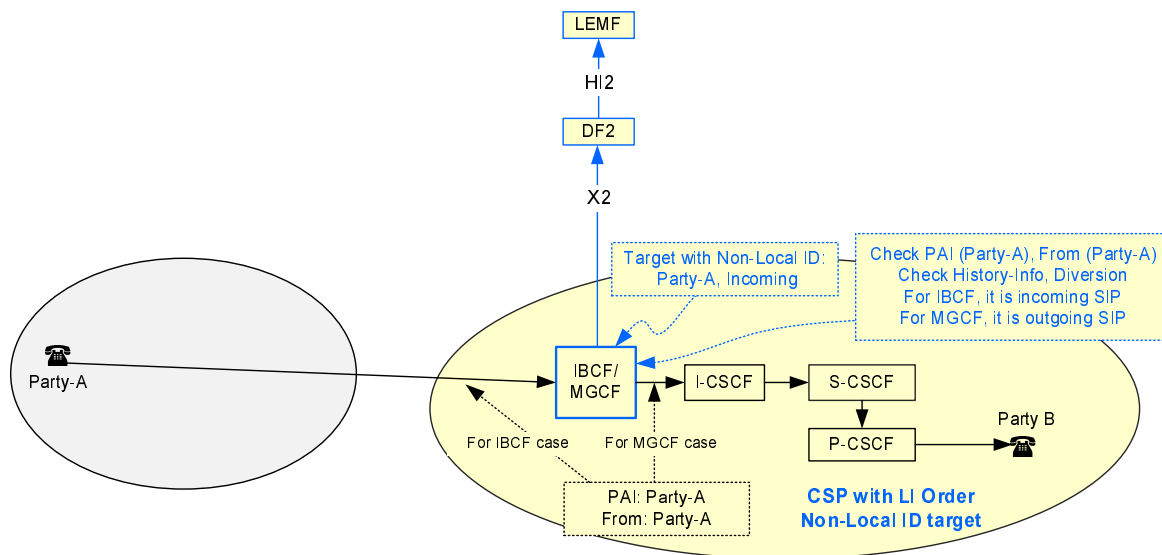 LEMF
HI2
DF2
X2
Target with Non-Local ID:
Party-A, Incoming
Check PAI (Party-A), From (Party-A)
Check History-Info, Diversion
For IBCF, it is incoming SIP
For MGCF, it is outgoing SIP
Party-A
IBCF/
MGCF
I-CSCF
S-CSCF
P-CSCF
Party B
For IBCF case
For MGCF case
PAI: Party-A
From: Party-A
CSP with LI Order
Non-Local ID target